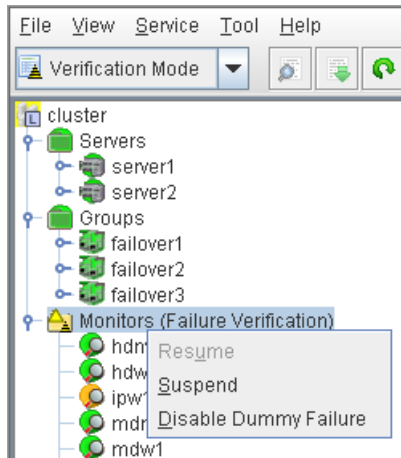 File View Service Tool Help
Verification Mode
cluster
Servers
server1
server2
Groups
failover1
failover2
failover3
Monitors (Failure Verification)
Resume
Suspend
Disable Dummy Failure
mdw1